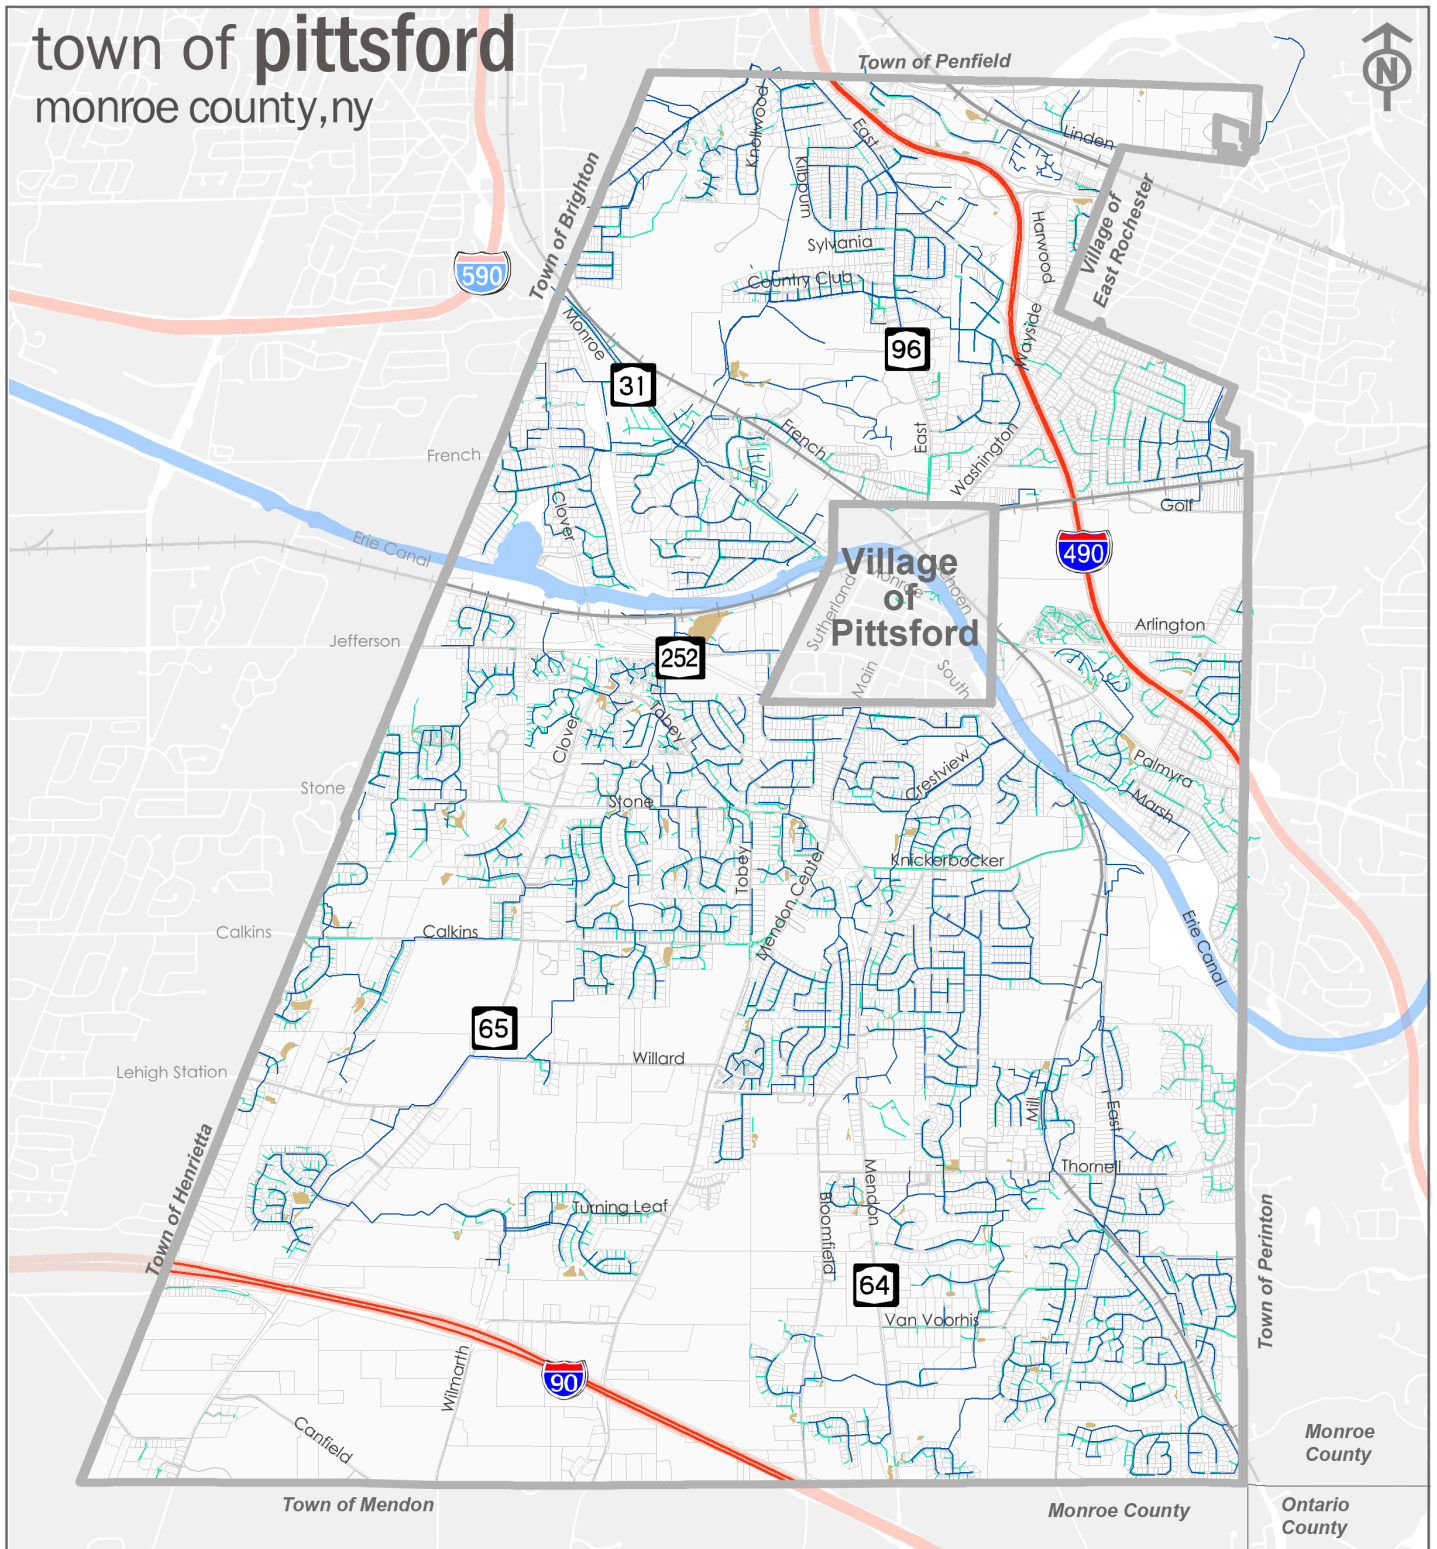 town of pittsford
monroe county,ny
N
Town of Penfield
Linden
Knollwood
East
Kilbourn
Town of Brighton
Village of
East Rochester
Harwood
Sylvania
590
Country Club
Monroe
Wayside
96
31
French
East
Washington
French
Clover
Golf
Erie Canal
490
Village
of
Pittsford
Monroe
Schoen
Sutherland
Jefferson
Arlington
252
Main
South
Tobey
Clover
Crestview
Palmyra
Stone
Stone
Marsh
Tobey
Knickerbocker
Mendon Center
Calkins
Calkins
Erie Canal
65
Willard
Lehigh Station
Mill
East
Town of Henrietta
Thornell
Mendon
Turning Leaf
Bloomfield
Town of Perinton
64
Van Voorhis
90
Wilmarth
Canfield
Monroe
County
Town of Mendon
Monroe County
Ontario
County